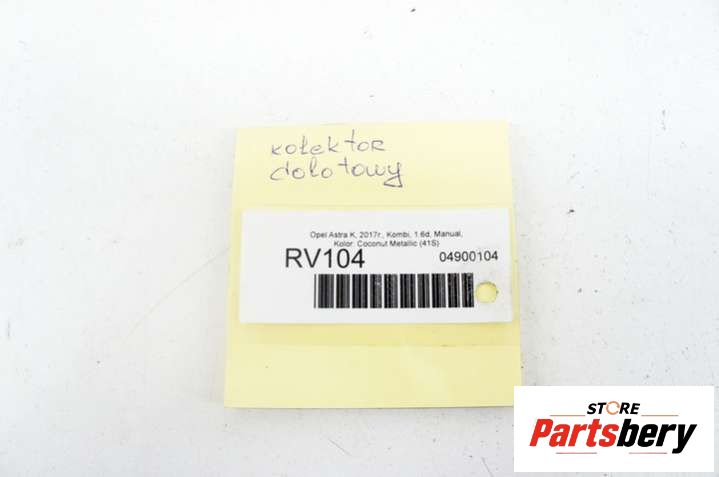 kolektor
dolotowy
Opel Astra K, 2017r., Kombi, 1.6d, Manual,
Kolor: Coconut Metallic (41S)
RV104 04900104
STORE
Partsbery